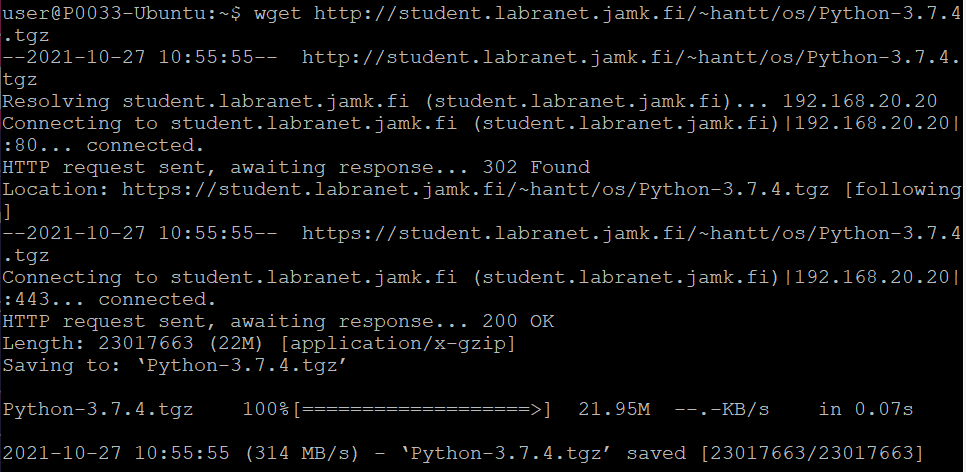 user@P0033-Ubuntu:~$ wget http://student.labranet.jamk.fi/~hantt/os/Python-3.7.4
.tgz
--2021-10-27 10:55:55--  http://student.labranet.jamk.fi/~hantt/os/Python-3.7.4.
tgz
Resolving student.labranet.jamk.fi (student.labranet.jamk.fi)... 192.168.20.20
Connecting to student.labranet.jamk.fi (student.labranet.jamk.fi)|192.168.20.20|
:80... connected.
HTTP request sent, awaiting response... 302 Found
Location: https://student.labranet.jamk.fi/~hantt/os/Python-3.7.4.tgz [following
]
--2021-10-27 10:55:55--  https://student.labranet.jamk.fi/~hantt/os/Python-3.7.4
.tgz
Connecting to student.labranet.jamk.fi (student.labranet.jamk.fi)|192.168.20.20|
:443... connected.
HTTP request sent, awaiting response... 200 OK
Length: 23017663 (22M) [application/x-gzip]
Saving to: ‘Python-3.7.4.tgz’
Python-3.7.4.tgz    100%[===================>]  21.95M  --.-KB/s    in 0.07s
2021-10-27 10:55:55 (314 MB/s) - ‘Python-3.7.4.tgz’ saved [23017663/23017663]